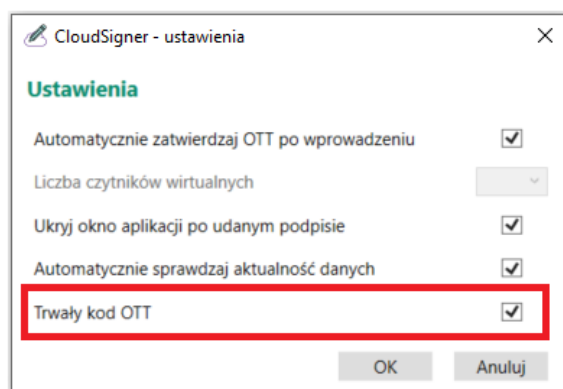 CloudSigner - ustawienia
Ustawienia
Automatycznie zatwierdzaj OTT po wprowadzeniu
Liczba czytników wirtualnych
Ukryj okno aplikacji po udanym podpisie
Automatycznie sprawdzaj aktualność danych
Trwały kod OTT
OK Anuluj